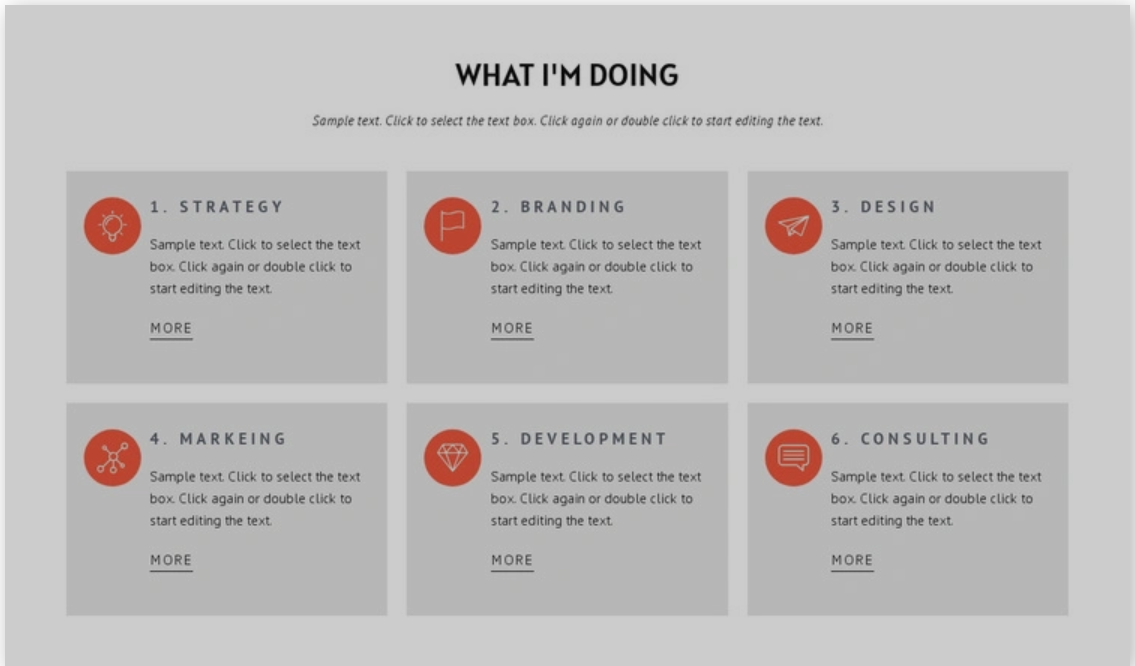 WHAT I'M DOING
Sample text. Click to select the text box. Click again or double click to start editing the text.
1. STRATEGY
Sample text. Click to select the text
box. Click again or double click to
start editing the text.
MORE
2. BRANDING
Sample text. Click to select the text
box. Click again or double click to
start editing the text.
MORE
3. DESIGN
Sample text. Click to select the text
box. Click again or double click to
start editing the text.
MORE
4. MARKEING
Sample text. Click to select the text
box. Click again or double click to
start editing the text.
MORE
5. DEVELOPMENT
Sample text. Click to select the text
box. Click again or double click to
start editing the text.
MORE
6. CONSULTING
Sample text. Click to select the text
box. Click again or double click to
start editing the text.
MORE